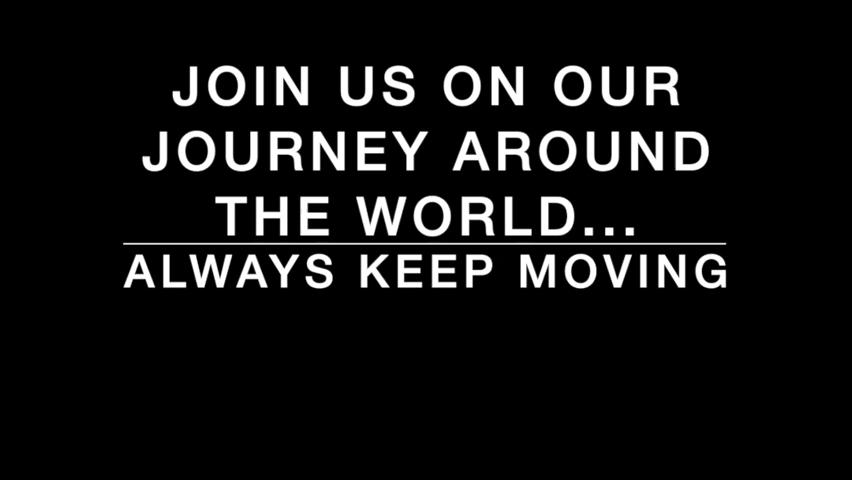 JOIN US ON OUR
JOURNEY AROUND
THE WORLD...
ALWAYS KEEP MOVING